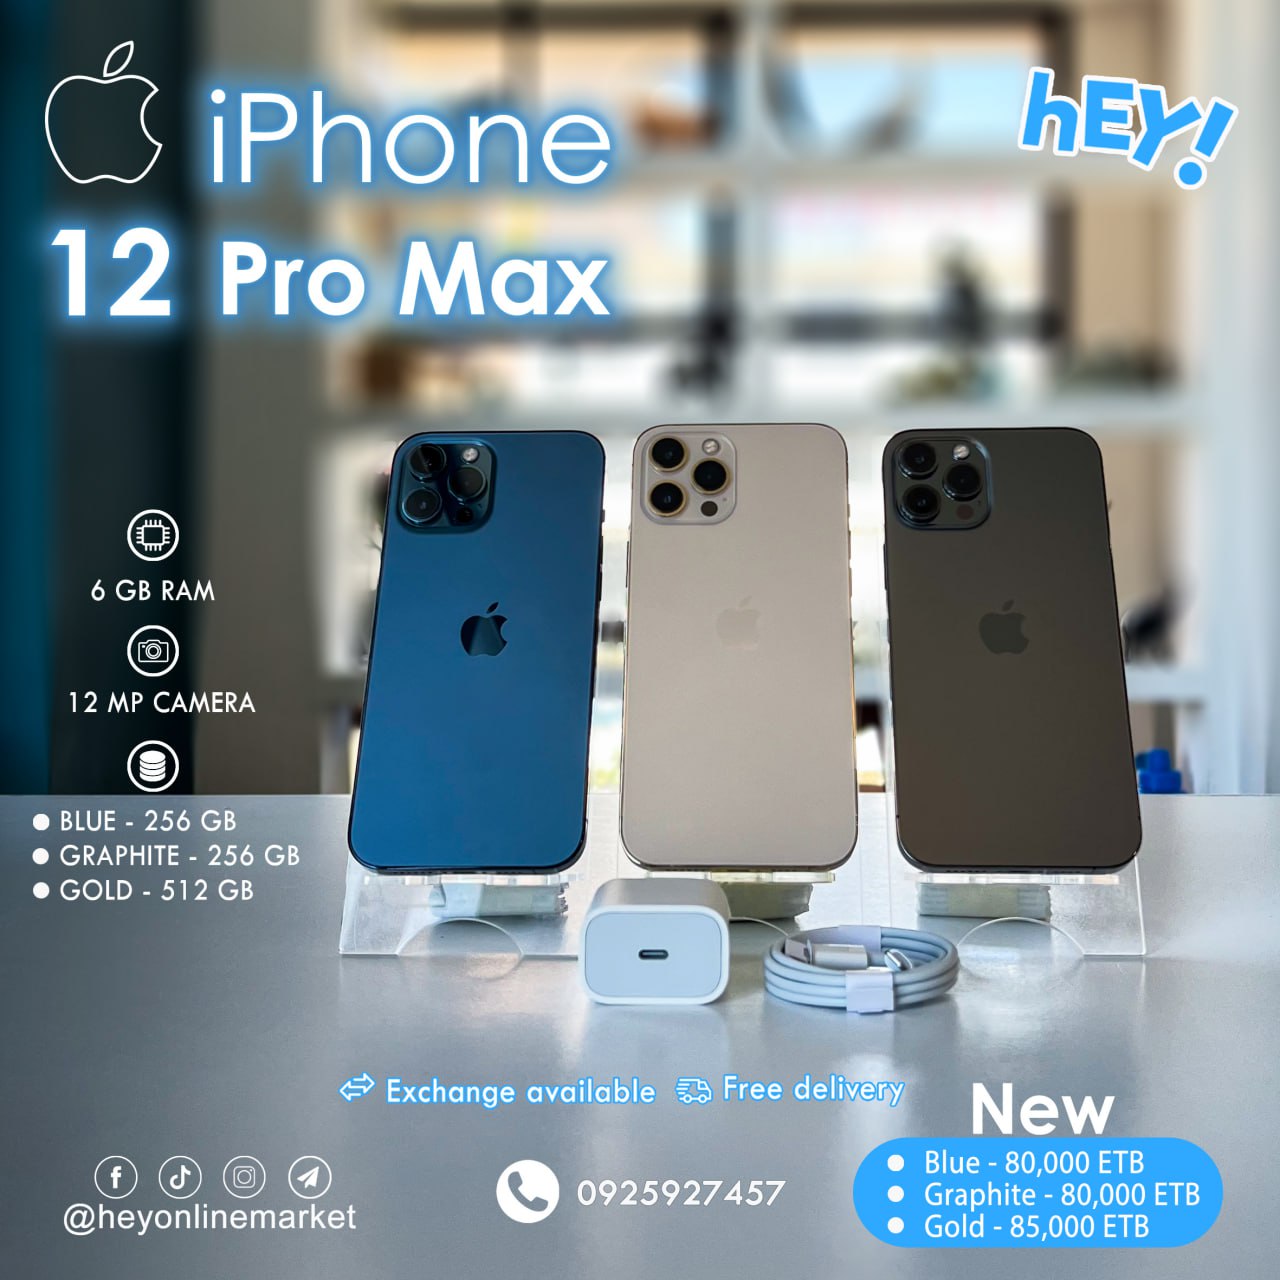 iPhone
12 Pro Max
hEY!
6 GB RAM
12 MP CAMERA
BLUE - 256 GB
GRAPHITE - 256 GB
GOLD - 512 GB
Exchange available
Free delivery
New
Blue - 80,000 ETB
Graphite - 80,000 ETB
Gold - 85,000 ETB
@heyonlinemarket
0925927457